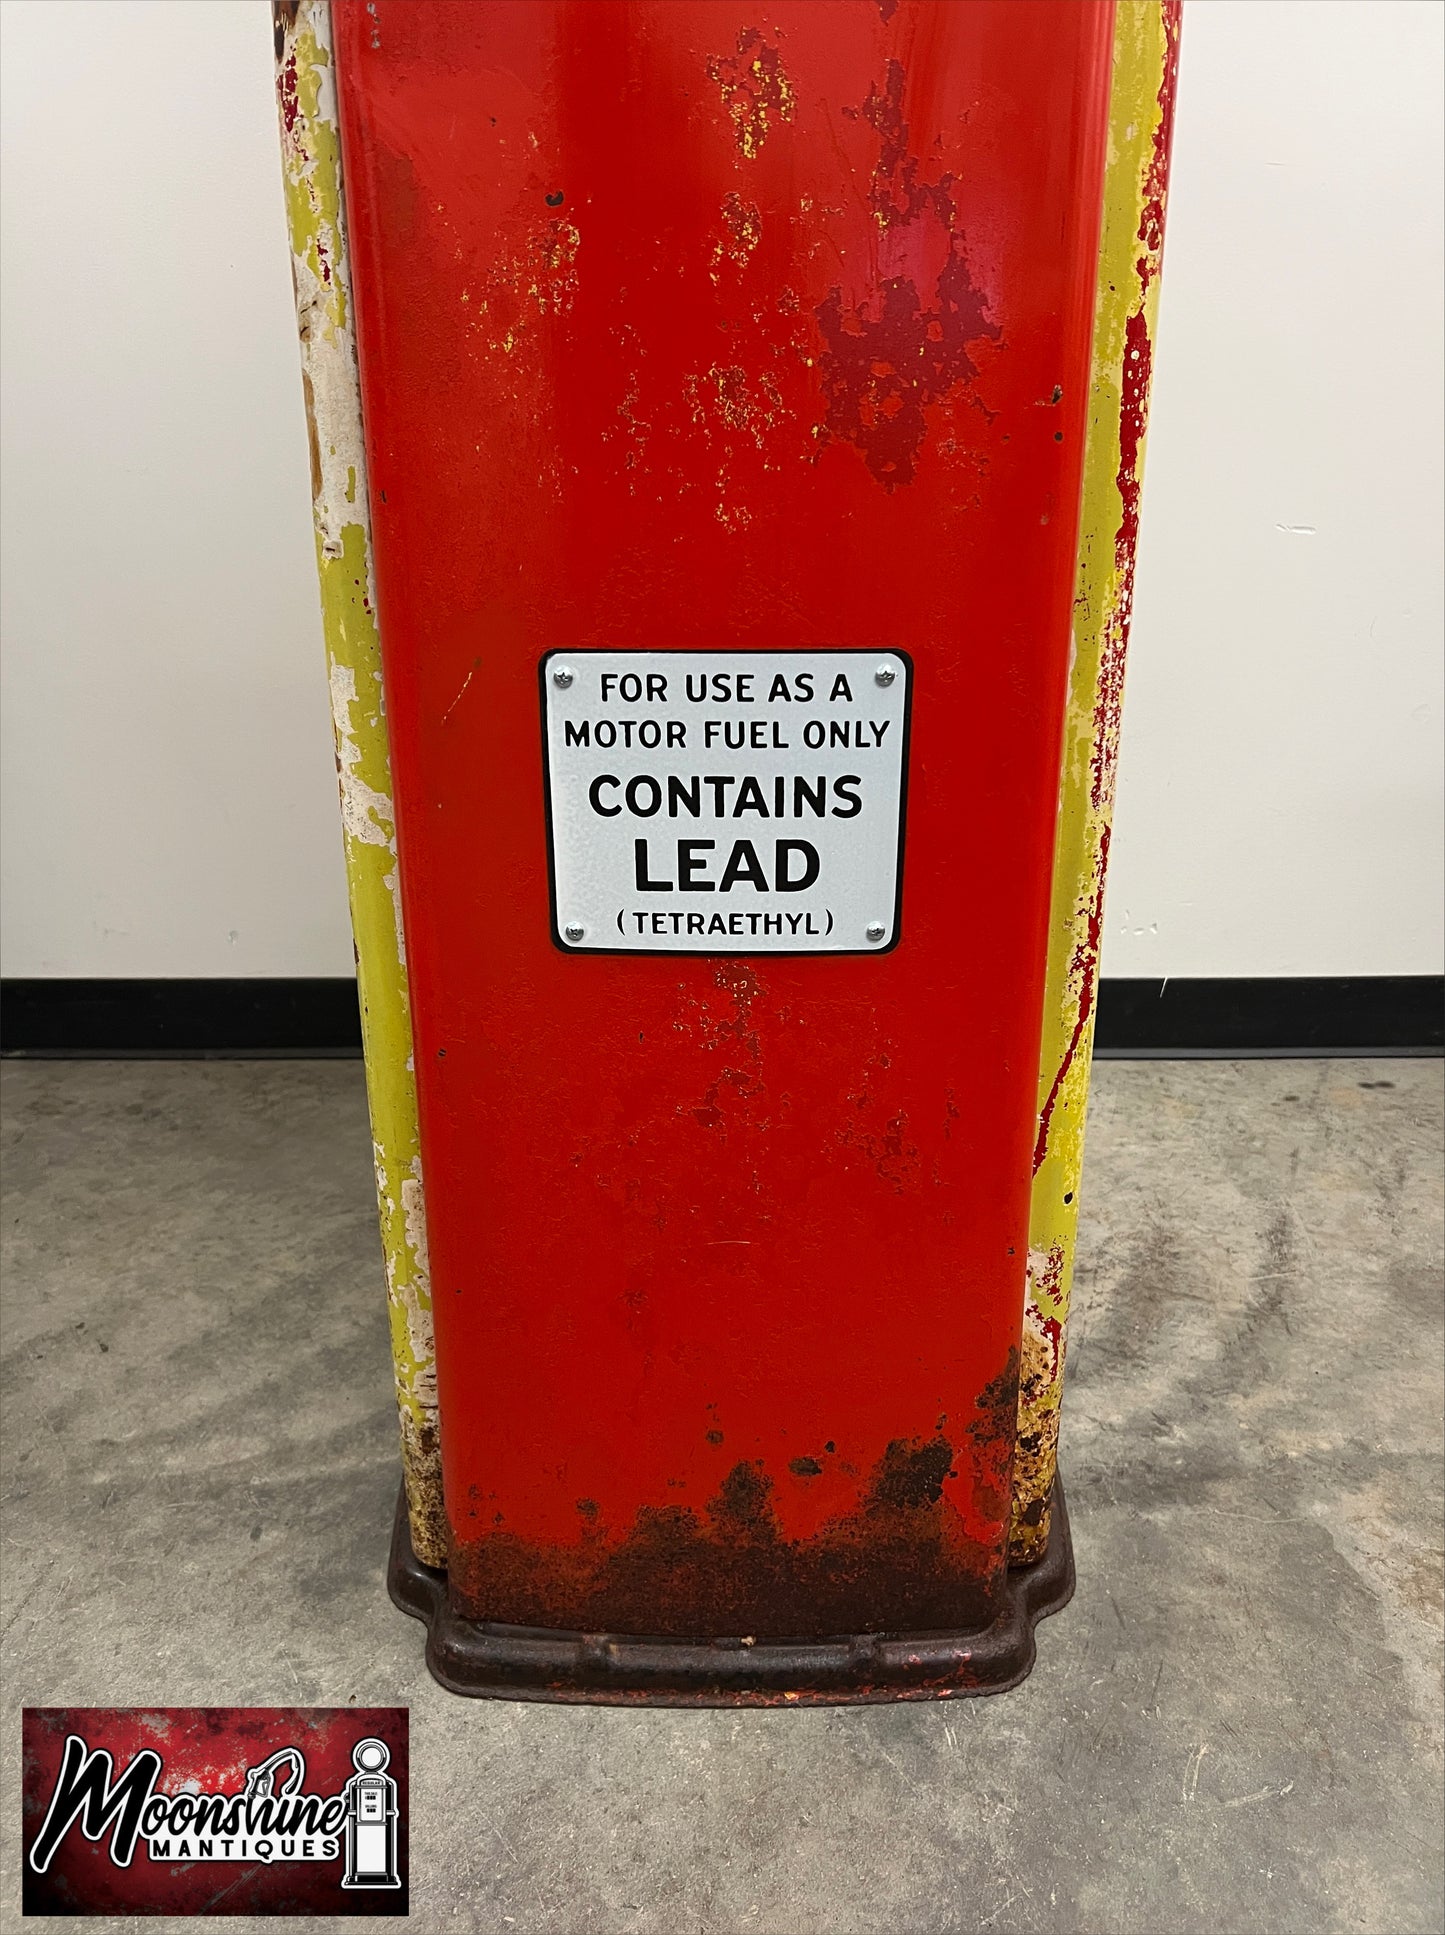 FOR USE AS A
MOTOR FUEL ONLY
CONTAINS
LEAD
(TETRAETHYL)
Moonshine
MANTIQUES